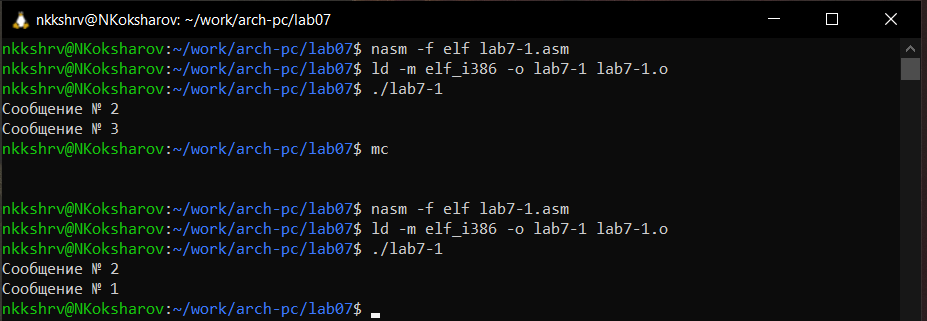 nkkshrv@NKoksharov: ~/work/arch-pc/lab07
nkkshrv@NKoksharov:~/work/arch-pc/lab07$ nasm -f elf lab7-1.asm
nkkshrv@NKoksharov:~/work/arch-pc/lab07$ ld -m elf_i386 -o lab7-1 lab7-1.o
nkkshrv@NKoksharov:~/work/arch-pc/lab07$ ./lab7-1
Сообщение № 2
Сообщение № 3
nkkshrv@NKoksharov:~/work/arch-pc/lab07$ mc
nkkshrv@NKoksharov:~/work/arch-pc/lab07$ nasm -f elf lab7-1.asm
nkkshrv@NKoksharov:~/work/arch-pc/lab07$ ld -m elf_i386 -o lab7-1 lab7-1.o
nkkshrv@NKoksharov:~/work/arch-pc/lab07$ ./lab7-1
Сообщение № 2
Сообщение № 1
nkkshrv@NKoksharov:~/work/arch-pc/lab07$